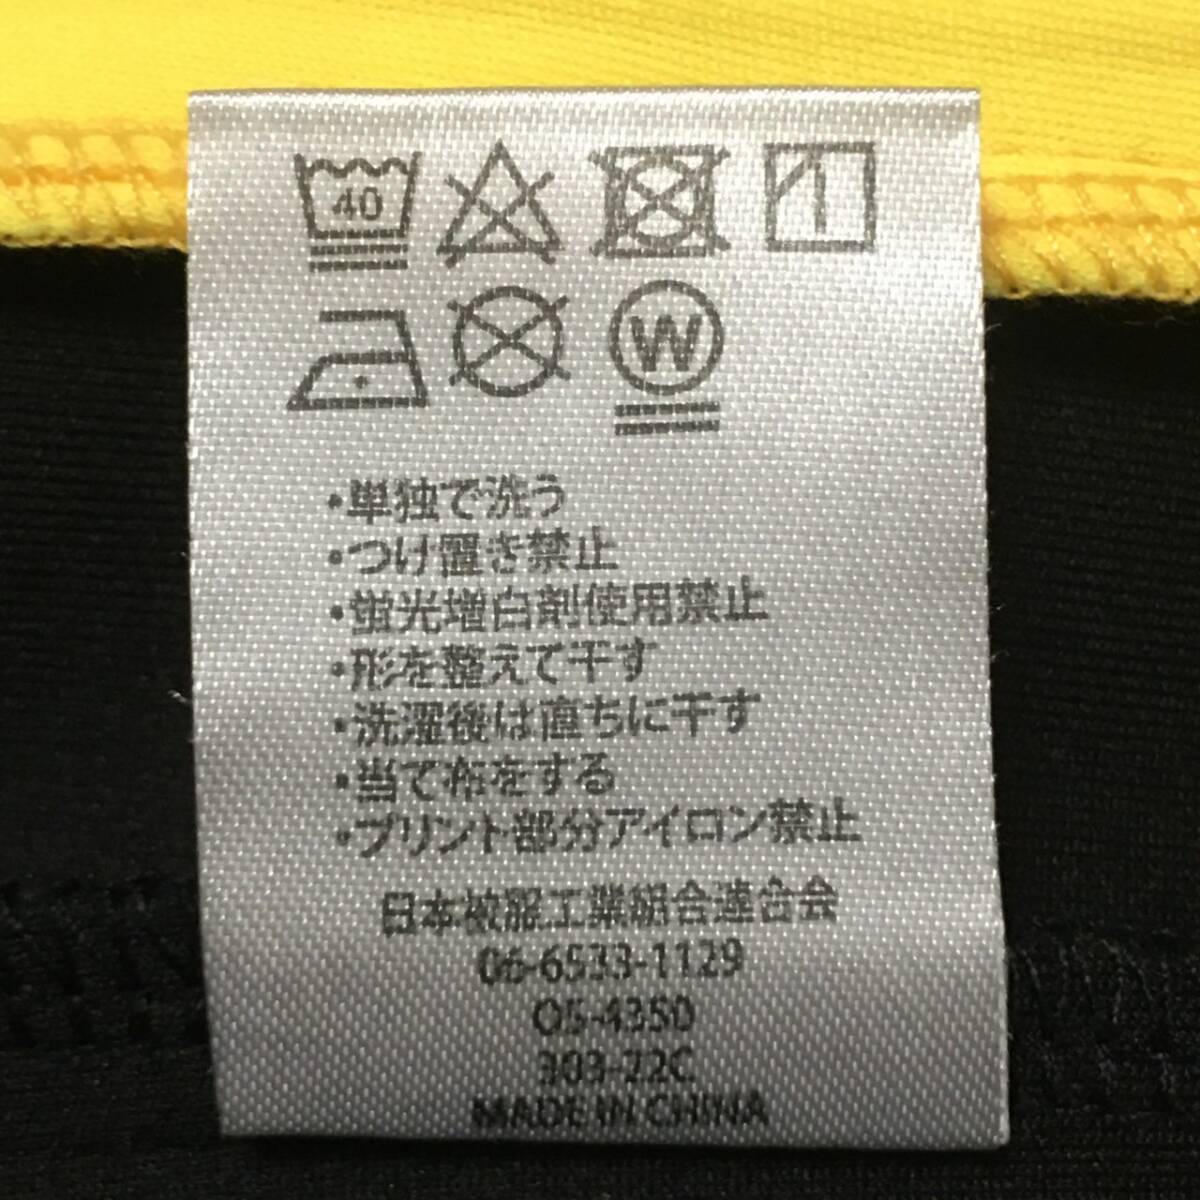 40
W
・単独で洗う
・つけ置き禁止
・蛍光増白剤使用禁止
・形を整えて干す
・洗濯後は直ちに干す
・当て布をする
・プリント部分アイロン禁止
日本被服工業組合連合会
06-6533-1129
O5-4350
303-22C
MADE IN CHINA